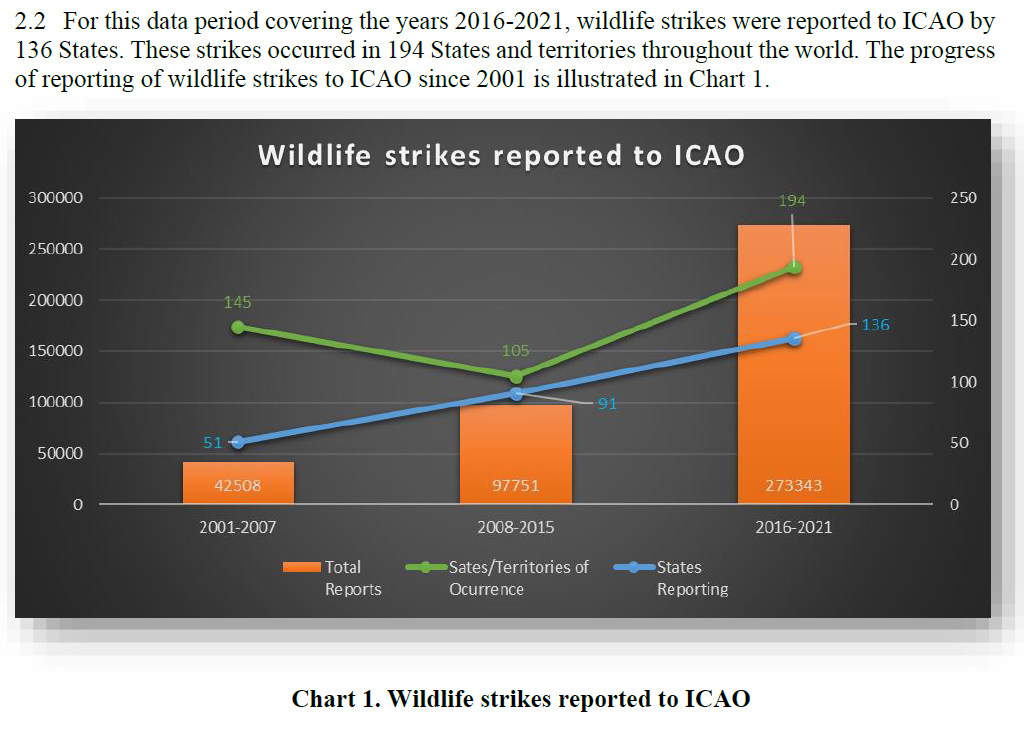 2.2 For this data period covering the years 2016-2021, wildlife strikes were reported to ICAO by
136 States. These strikes occurred in 194 States and territories throughout the world. The progress
of reporting of wildlife strikes to ICAO since 2001 is illustrated in Chart 1.
Wildlife strikes reported to ICAO
300000
250000
200000
150000
100000
50000
0
250
200
150
100
50
0
145
105
194
51
91
136
42508
97751
273343
2001-2007
2008-2015
2016-2021
Total
Reports
Sates/Territories of
Ocurrence
States
Reporting
Chart 1. Wildlife strikes reported to ICAO